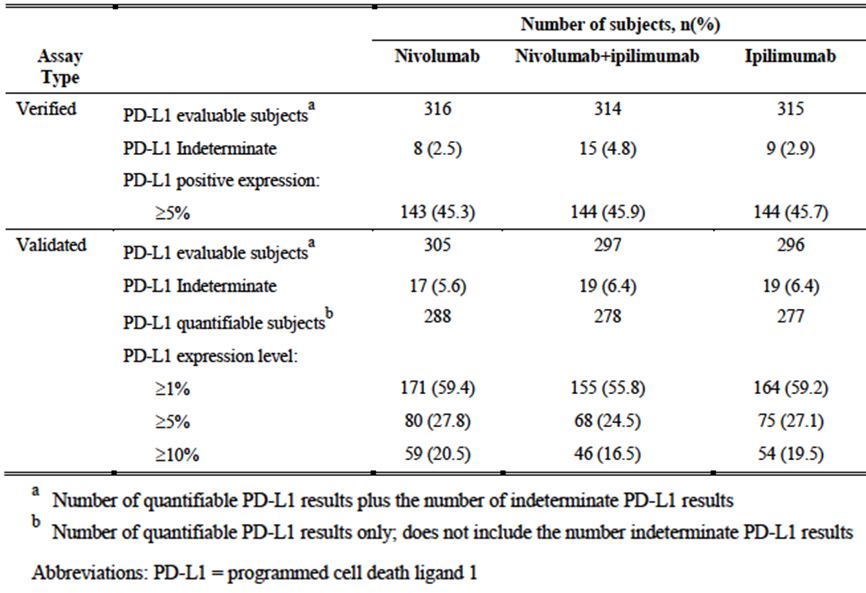 Number of subjects, n(%)
Assay Type Nivolumab Nivolumab+ipilimumab Ipilimumab
Verified PD-L1 evaluable subjectsa 316 314 315
PD-L1 Indeterminate 8 (2.5) 15 (4.8) 9 (2.9)
PD-L1 positive expression:
≥5% 143 (45.3) 144 (45.9) 144 (45.7)
Validated PD-L1 evaluable subjectsa 305 297 296
PD-L1 Indeterminate 17 (5.6) 19 (6.4) 19 (6.4)
PD-L1 quantifiable subjectsb 288 278 277
PD-L1 expression level:
≥1% 171 (59.4) 155 (55.8) 164 (59.2)
≥5% 80 (27.8) 68 (24.5) 75 (27.1)
≥10% 59 (20.5) 46 (16.5) 54 (19.5)
a Number of quantifiable PD-L1 results plus the number of indeterminate PD-L1 results
b Number of quantifiable PD-L1 results only; does not include the number indeterminate PD-L1 results
Abbreviations: PD-L1 = programmed cell death ligand 1